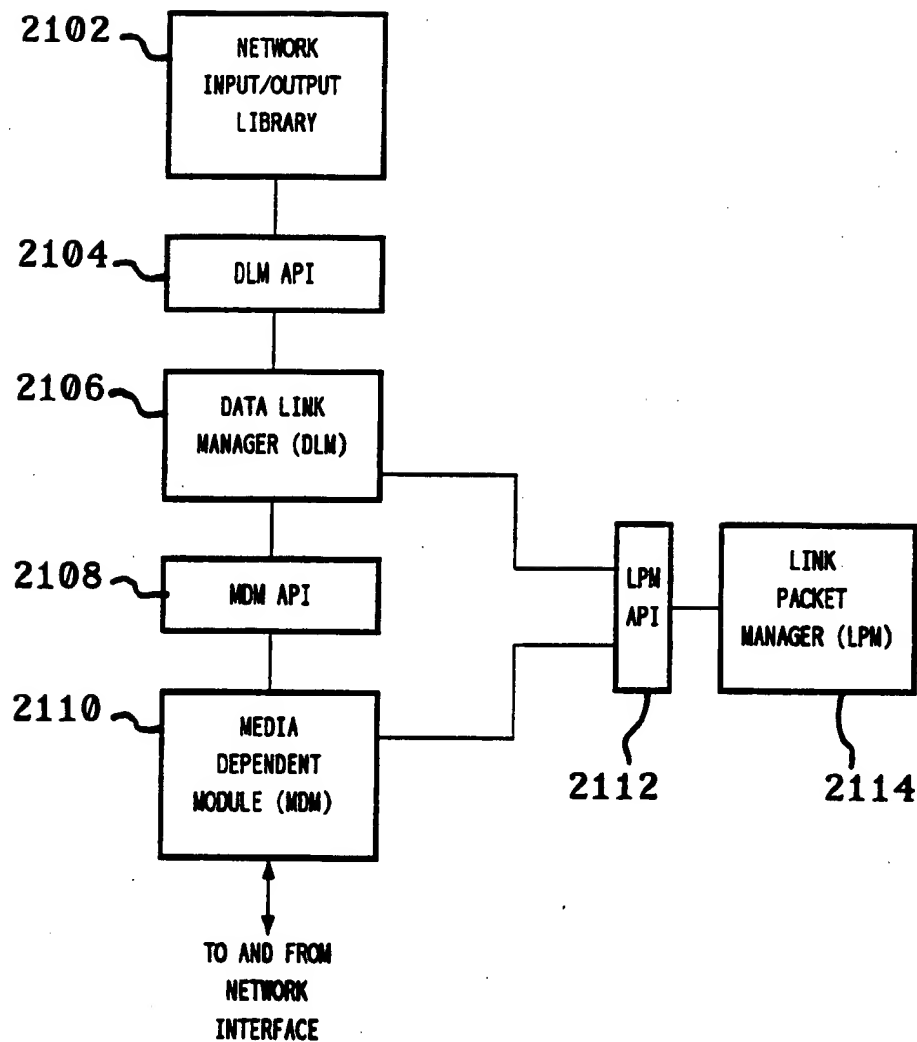 2102
NETWORK
INPUT/OUTPUT
LIBRARY
2104
DLM API
2106
DATA LINK
MANAGER (DLM)
2108
MDM API
2110
MEDIA
DEPENDENT
MODULE (MDM)
LPM
API
LINK
PACKET
MANAGER (LPM)
2112
2114
TO AND FROM
NETWORK
INTERFACE